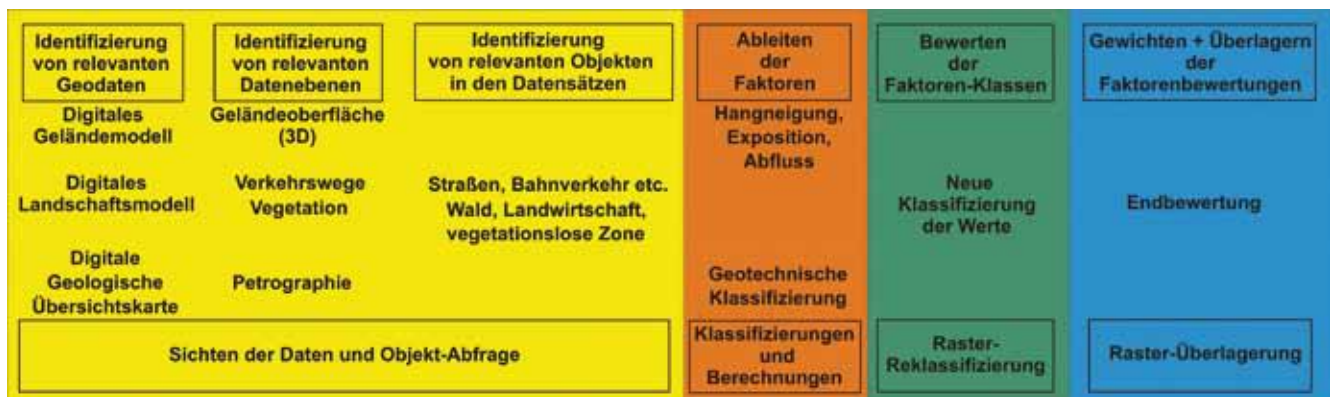 Identifizierung
von relevanten
Geodaten
Digitales
Geländemodell
Digitales
Landschaftsmodell
Digitale
Geologische
Übersichtskarte
Identifizierung
von relevanten
Datenebenen
Geländeoberfläche
(3D)
Verkehrswege
Vegetation
Petrographie
Identifizierung
von relevanten Objekten
in den Datensätzen
Straßen, Bahnverkehr etc.
Wald, Landwirtschaft,
vegetationslose Zone
Sichten der Daten und Objekt-Abfrage
Ableiten
der
Faktoren
Hangneigung,
Exposition,
Abfluss
Geotechnische
Klassifizierung
Klassifizierungen
und
Berechnungen
Bewerten
der
Faktoren-Klassen
Neue
Klassifizierung
der Werte
Raster-
Reklassifizierung
Gewichten + Überlagern
der
Faktorenbewertungen
Endbewertung
Raster-Überlagerung